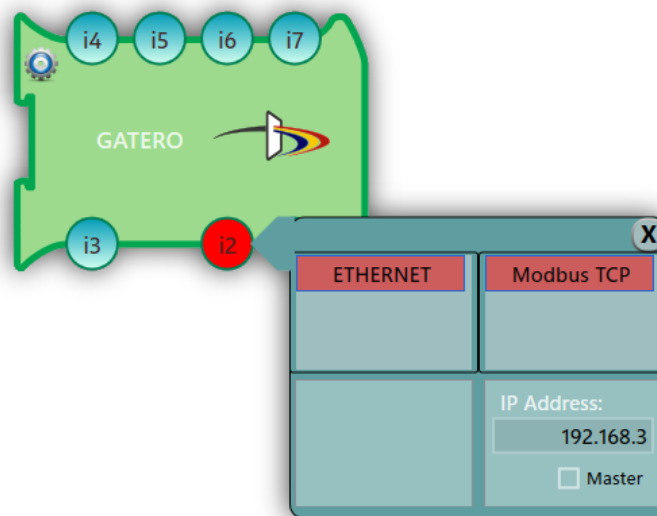 i4 i5 i6 i7
GATERO
i3 i2
X
ETHERNET Modbus TCP
IP Address:
192.168.3
Master